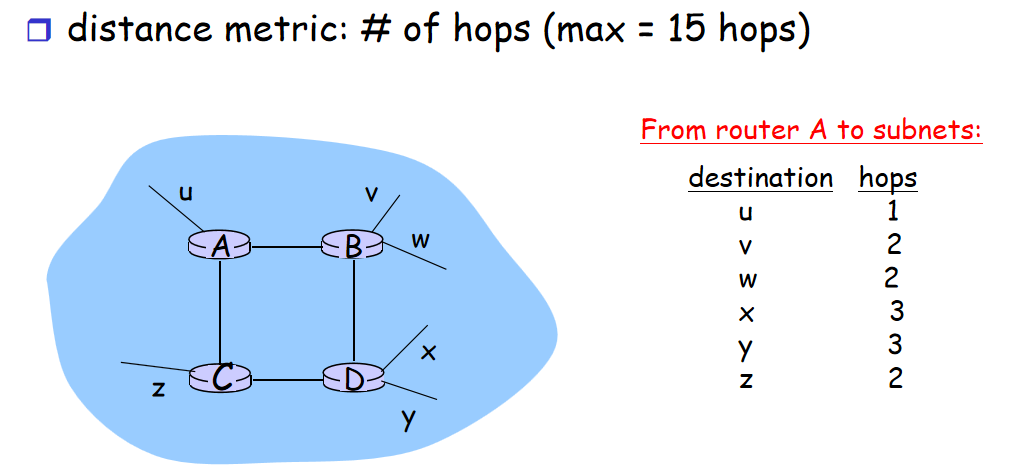 distance metric: # of hops (max = 15 hops)
From router A to subnets:
destination hops
u 1
v 2
w 2
x 3
y 3
z 2
u
v
A
B
w
x
z
C
D
y